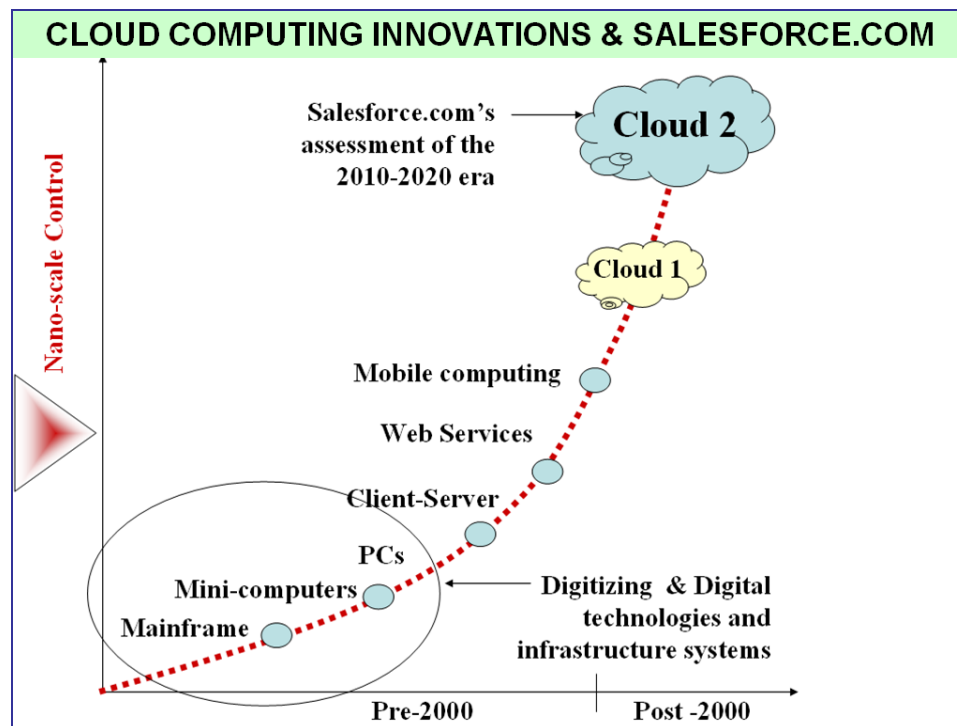 CLOUD COMPUTING INNOVATIONS & SALESFORCE.COM
Salesforce.com's
assessment of the
2010-2020 era
Cloud 2
Nano-scale Control
Cloud 1
Mobile computing
Web Services
Client-Server
PCs
Mini-computers
Mainframe
Digitizing & Digital
technologies and
infrastructure systems
Pre-2000
Post -2000